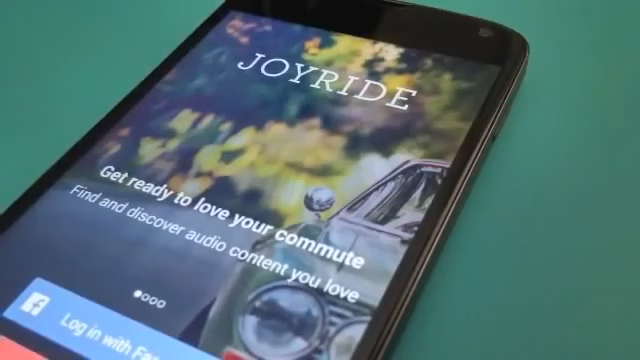 JOYRIDE
Get ready to love your commute
Find and discover audio content you love
Log in with